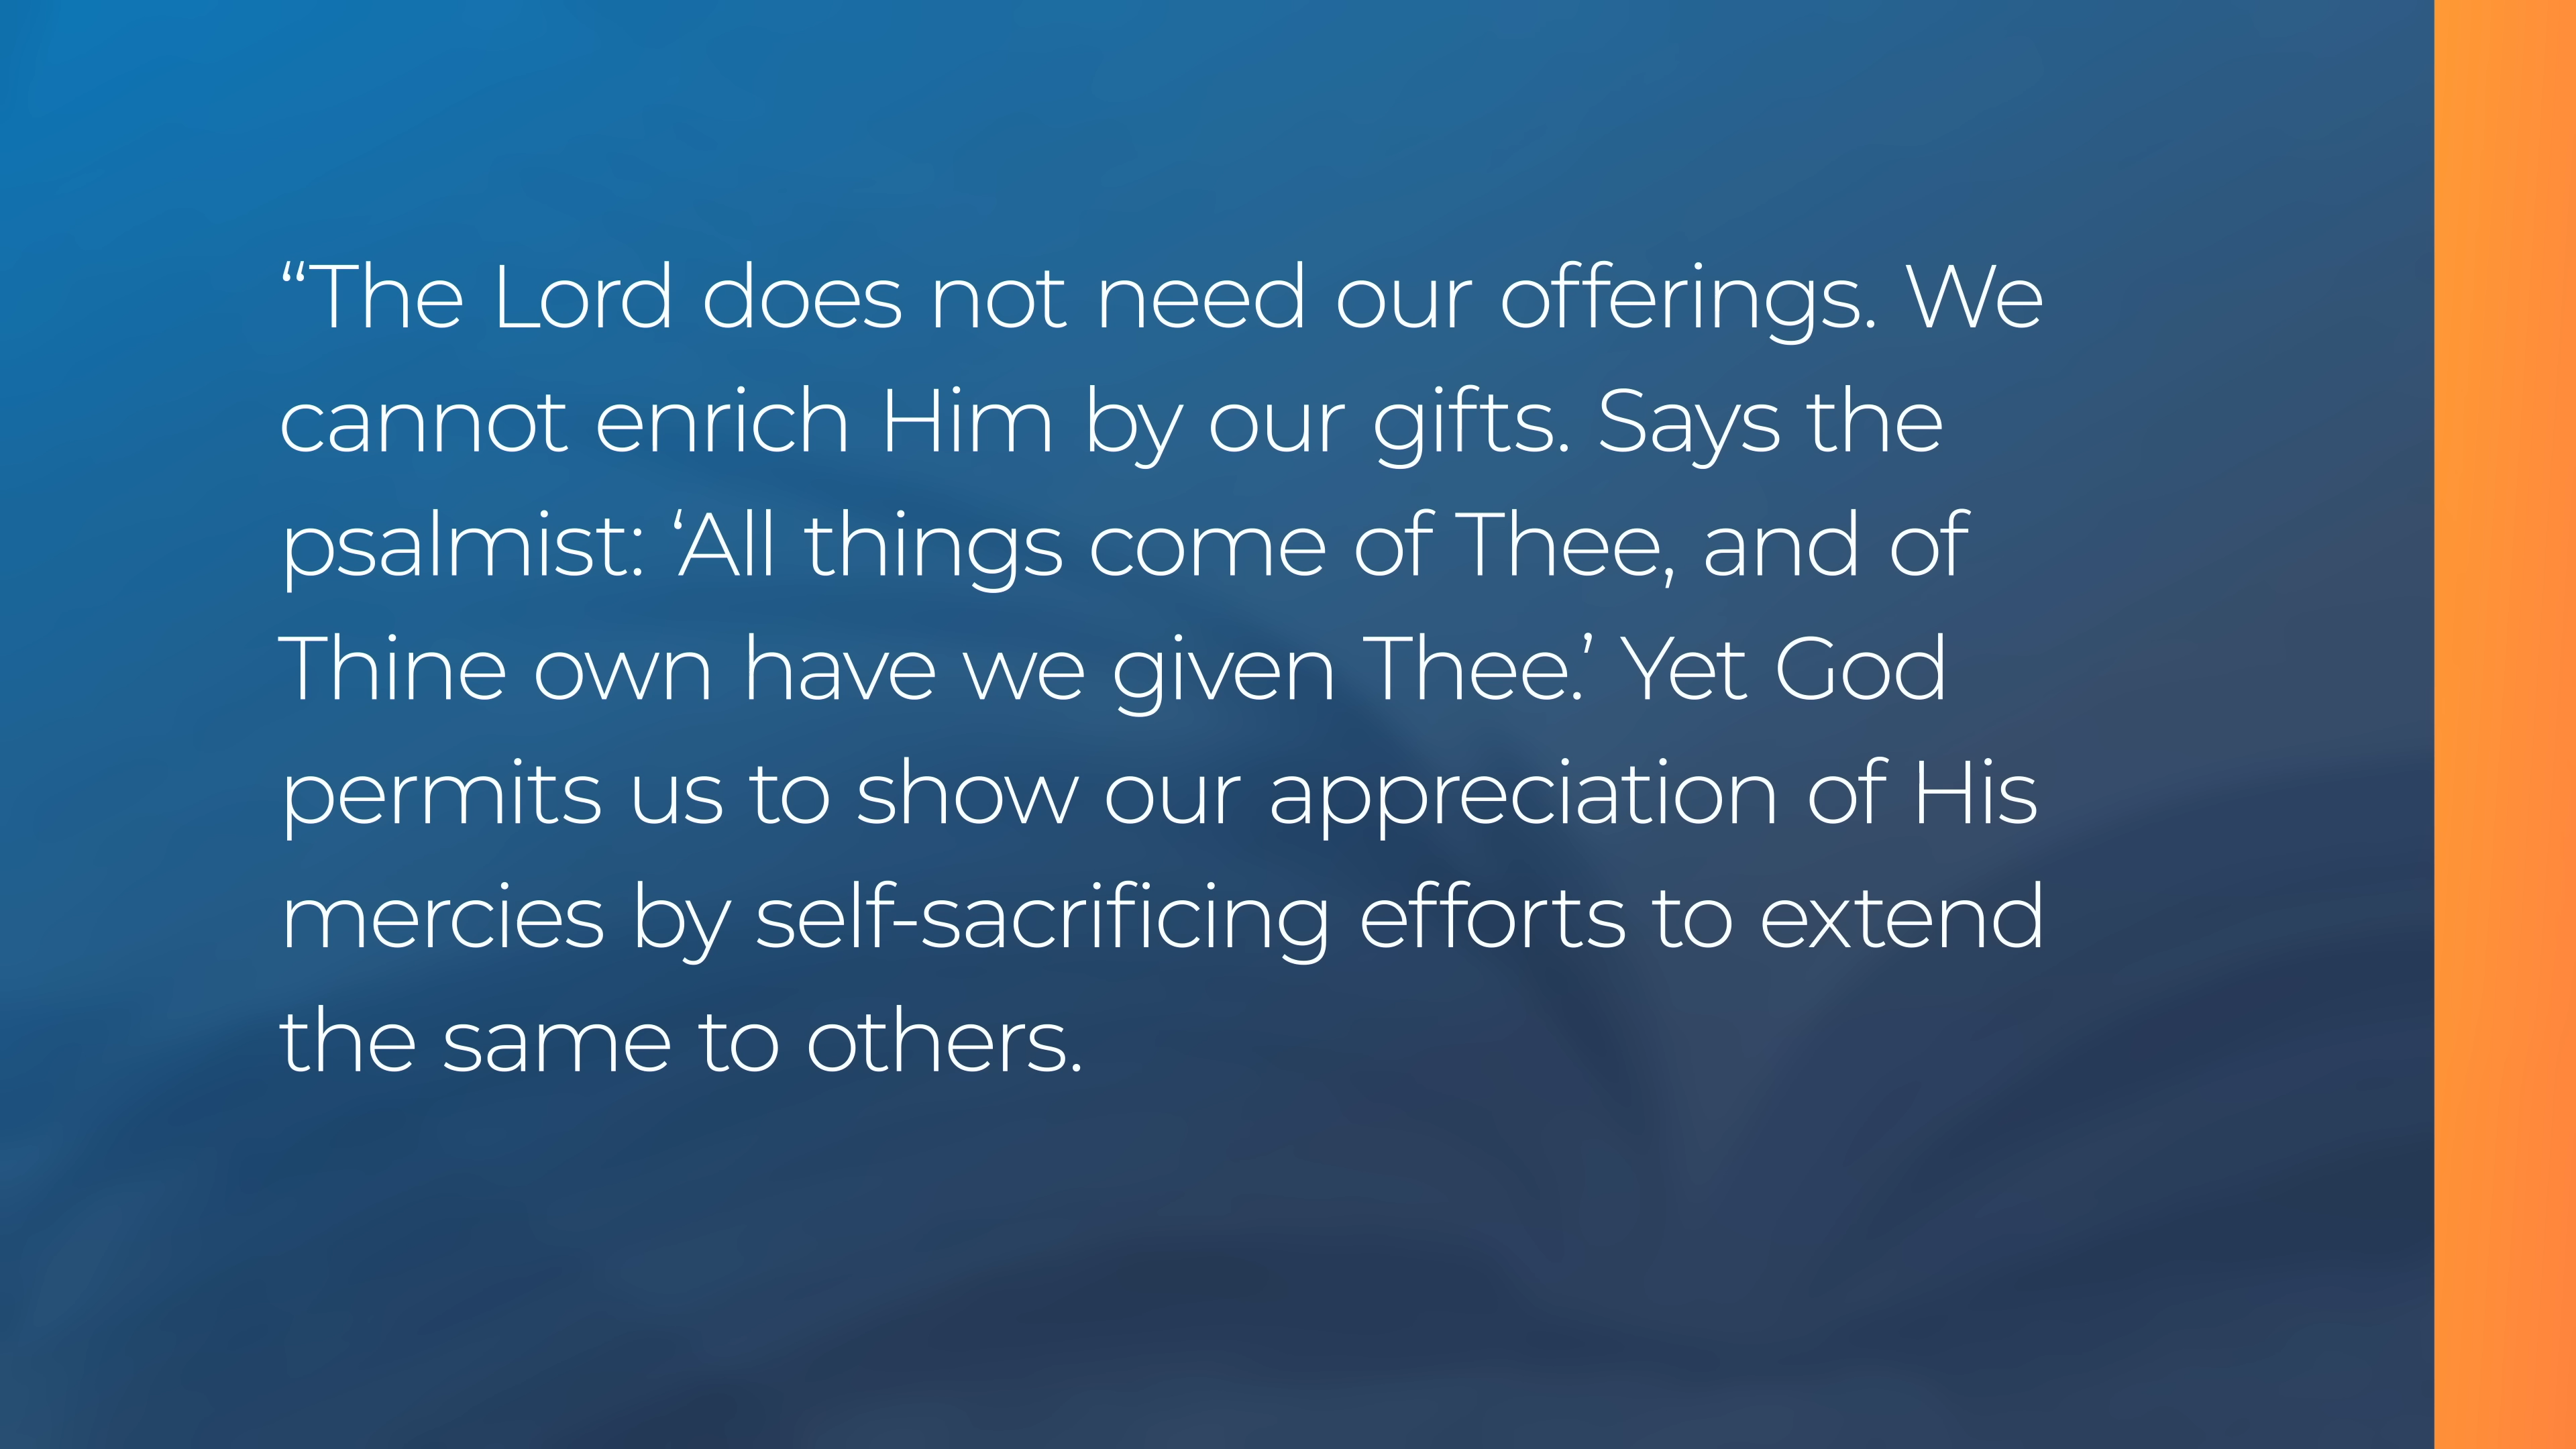 “The Lord does not need our offerings. We
cannot enrich Him by our gifts. Says the
psalmist: ‘All things come of Thee, and of
Thine own have we given Thee.’ Yet God
permits us to show our appreciation of His
mercies by self-sacrificing efforts to extend
the same to others.